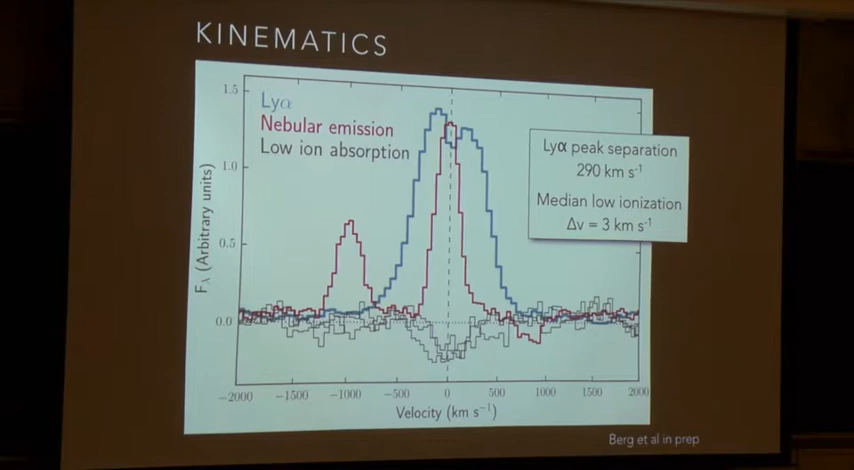 KINEMATICS
Lyα
Nebular emission
Low ion absorption
Lyα peak separation
290 km s⁻¹
Median low ionization
Δv = 3 km s⁻¹
Fλ (Arbitrary units)
1.5
1.0
0.5
0.0
−2000 −1500 −1000 −500 0 500 1000 1500 2000
Velocity (km s⁻¹)
Berg et al in prep